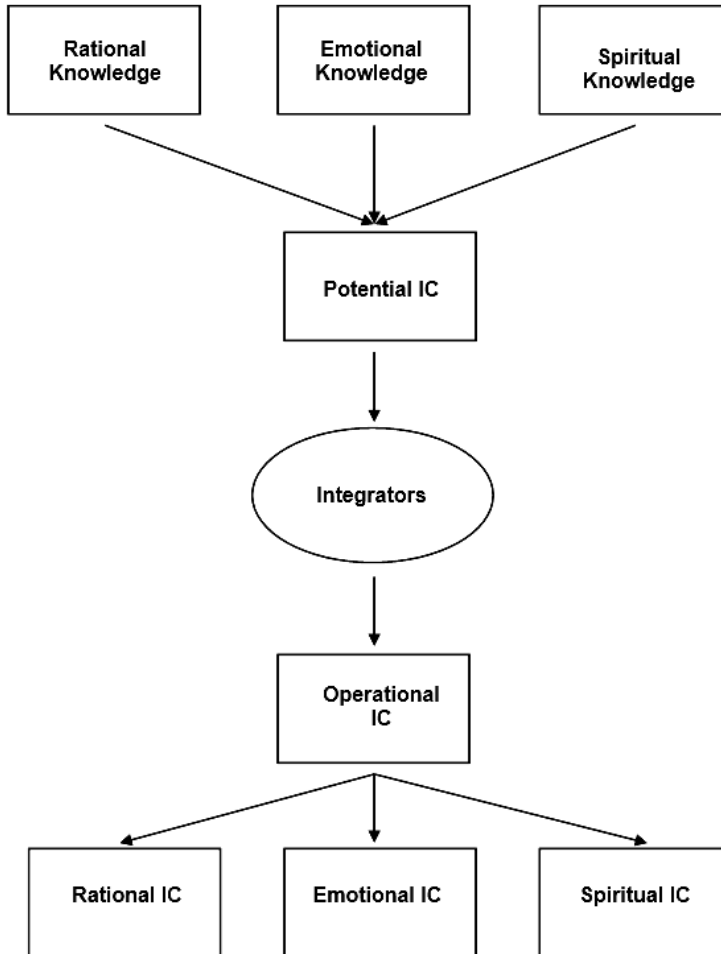 Rational
Knowledge
Emotional
Knowledge
Spiritual
Knowledge
Potential IC
Integrators
Operational
IC
Rational IC
Emotional IC
Spiritual IC